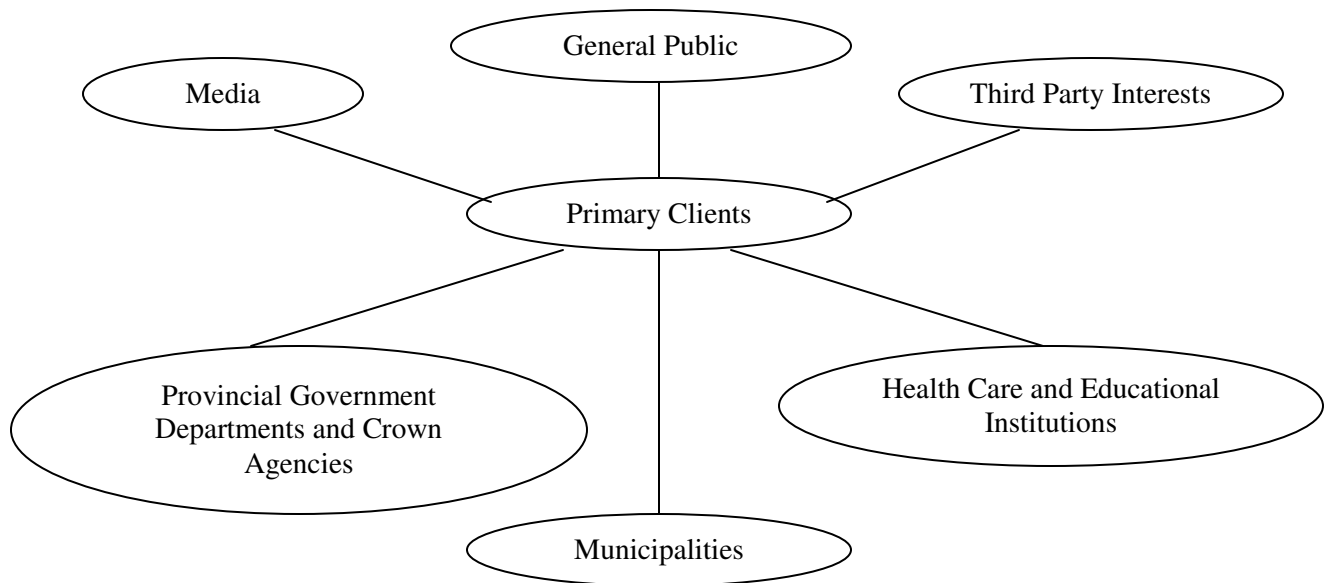 General Public
Media
Third Party Interests
Primary Clients
Provincial Government
Departments and Crown
Agencies
Health Care and Educational
Institutions
Municipalities